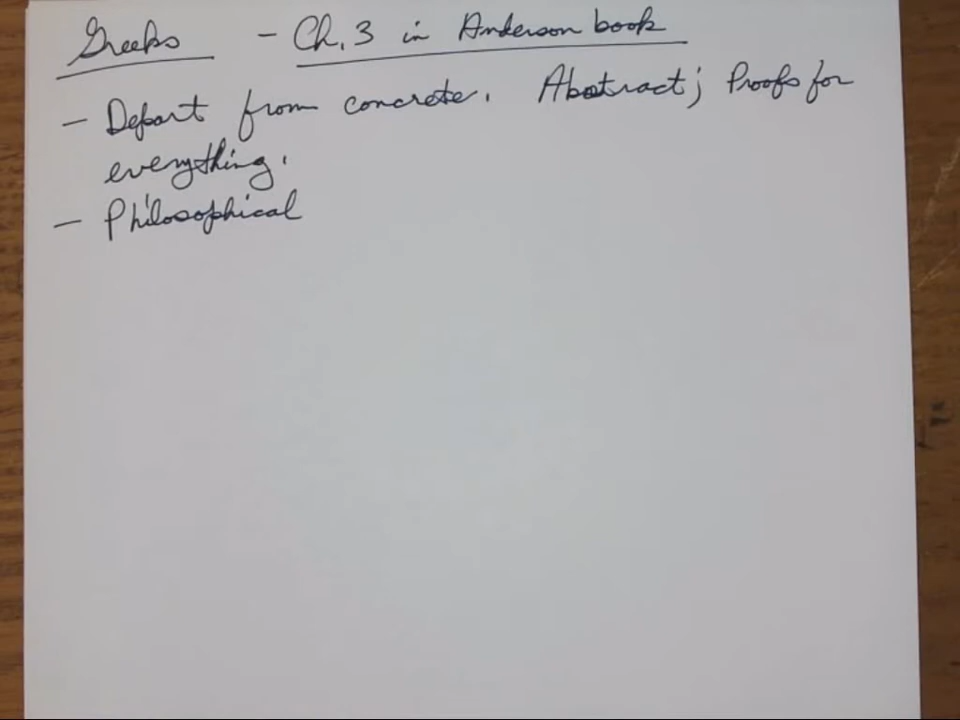 Greeks - Ch. 3 in Anderson book
- Depart from concrete. Abstract; Proofs for
everything.
- Philosophical